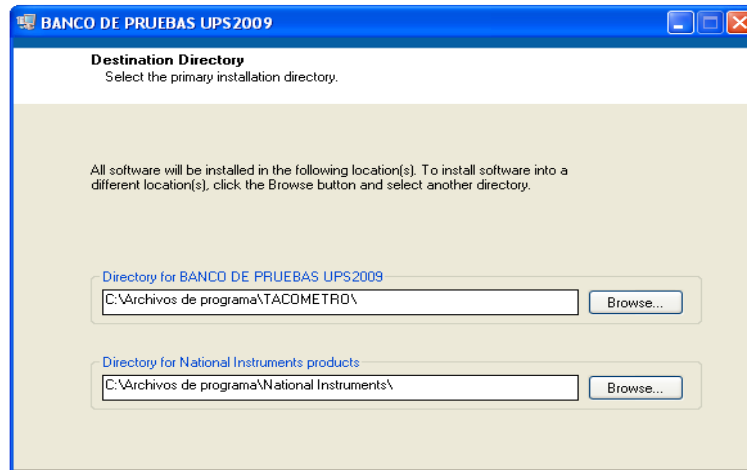 BANCO DE PRUEBAS UPS2009
Destination Directory
Select the primary installation directory.
All software will be installed in the following location(s). To install software into a
different location(s), click the Browse button and select another directory.
Directory for BANCO DE PRUEBAS UPS2009
C:\Archivos de programa\TACOMETRO\
Browse...
Directory for National Instruments products
C:\Archivos de programa\National Instruments\
Browse...